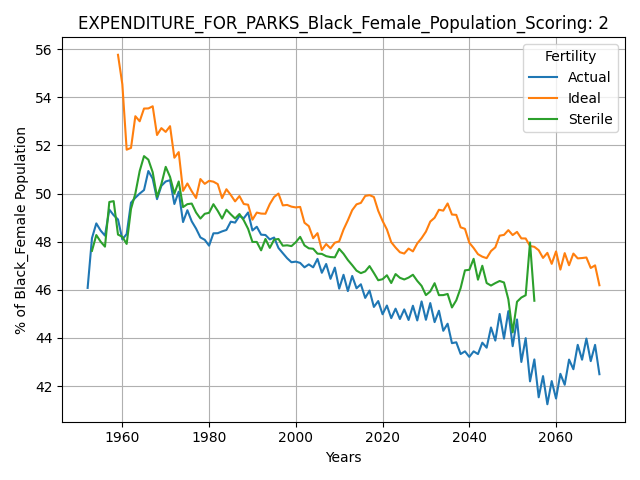 EXPENDITURE_FOR_PARKS_Black_Female_Population_Scoring: 2
Fertility
Actual
Ideal
Sterile
% of Black_Female Population
56
54
52
50
48
46
44
42
1960
1980
2000
2020
2040
2060
Years